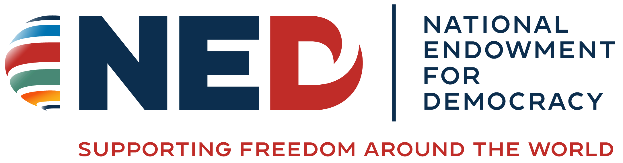 NED
NATIONAL
ENDOWMENT
FOR
DEMOCRACY
SUPPORTING FREEDOM AROUND THE WORLD